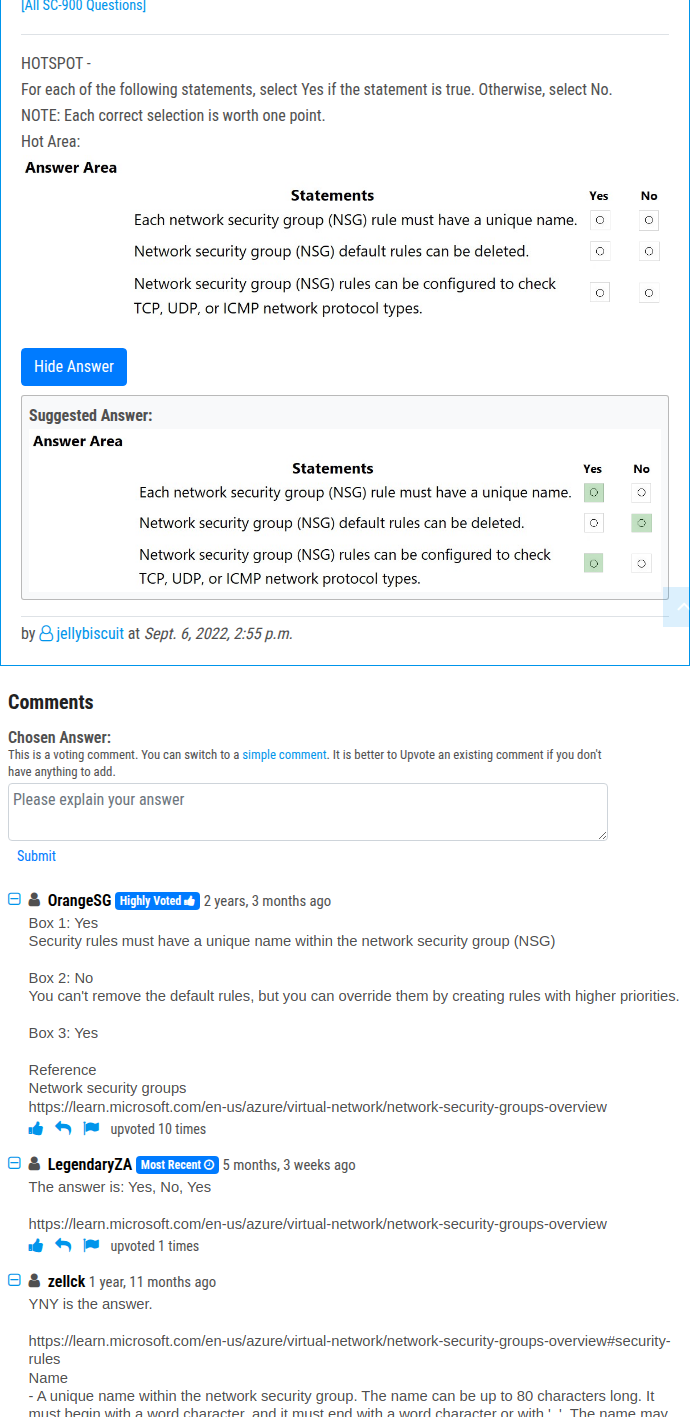 [All SC-900 Questions]
HOTSPOT -
For each of the following statements, select Yes if the statement is true. Otherwise, select No.
NOTE: Each correct selection is worth one point.
Hot Area:
Answer Area
Statements Yes No
Each network security group (NSG) rule must have a unique name.
Network security group (NSG) default rules can be deleted.
Network security group (NSG) rules can be configured to check
TCP, UDP, or ICMP network protocol types.
Hide Answer
Suggested Answer:
Answer Area
Statements Yes No
Each network security group (NSG) rule must have a unique name.
Network security group (NSG) default rules can be deleted.
Network security group (NSG) rules can be configured to check
TCP, UDP, or ICMP network protocol types.
by jellybiscuit at Sept. 6, 2022, 2:55 p.m.
Comments
Chosen Answer:
This is a voting comment. You can switch to a simple comment. It is better to Upvote an existing comment if you don't
have anything to add.
Please explain your answer
Submit
OrangeSG Highly Voted 2 years, 3 months ago
Box 1: Yes
Security rules must have a unique name within the network security group (NSG)
Box 2: No
You can't remove the default rules, but you can override them by creating rules with higher priorities.
Box 3: Yes
Reference
Network security groups
https://learn.microsoft.com/en-us/azure/virtual-network/network-security-groups-overview
upvoted 10 times
LegendaryZA Most Recent 5 months, 3 weeks ago
The answer is: Yes, No, Yes
https://learn.microsoft.com/en-us/azure/virtual-network/network-security-groups-overview
upvoted 1 times
zellck 1 year, 11 months ago
YNY is the answer.
https://learn.microsoft.com/en-us/azure/virtual-network/network-security-groups-overview#security-
rules
Name
- A unique name within the network security group. The name can be up to 80 characters long. It
must begin with a word character, and it must end with a word character or with '_'. The name may